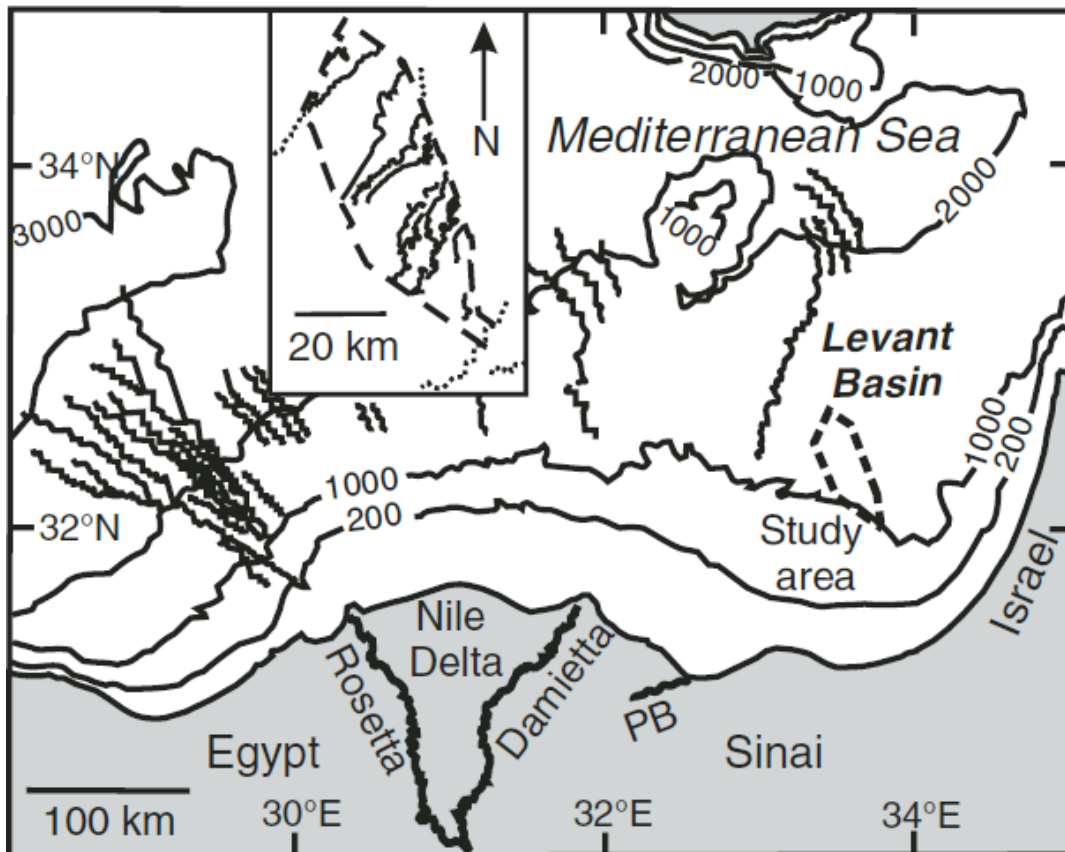 2000
1000
N
Mediterranean Sea
34°N
3000
1000
2000
20 km
Levant
Basin
1000
200
1000
200
32°N
Study
area
Israel
Nile
Delta
Rosetta
Damietta
PB
Egypt
Sinai
100 km
30°E
32°E
34°E